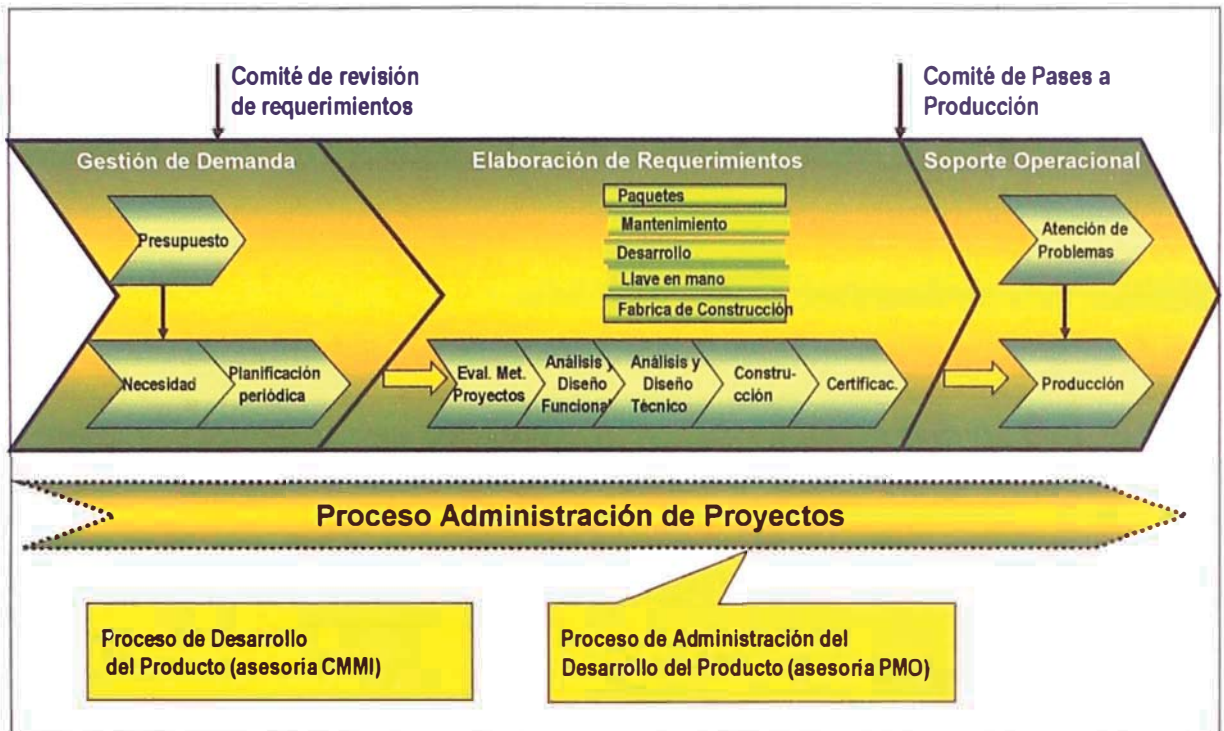 Comité de revisión
de requerimientos
Comité de Pases a
Producción
Gestión de Demanda
Elaboración de Requerimientos
Soporte Operacional
Paquetes
Mantenimiento
Desarrollo
Llave en mano
Fabrica de Construcción
Presupuesto
Atención de
Problemas
Necesidad
Planificación
periódica
Eval. Met.
Proyectos
Análisis y
Diseño
Funcional
Análisis y
Diseño
Técnico
Constru-
cción
Certificac.
Producción
Proceso Administración de Proyectos
Proceso de Desarrollo
del Producto (asesoría CMMI)
Proceso de Administración del
Desarrollo del Producto (asesoría PMO)